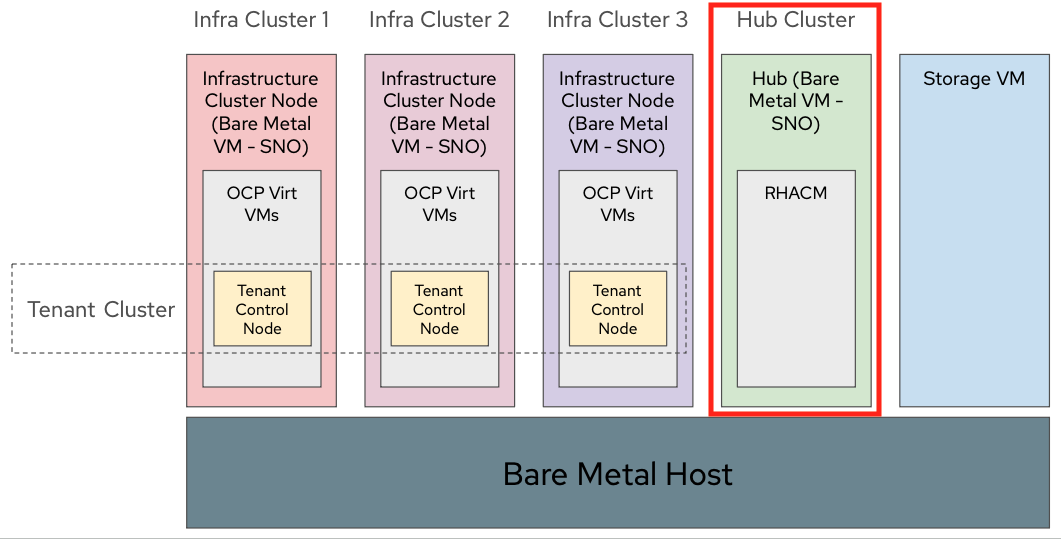 Infra Cluster 1
Infra Cluster 2
Infra Cluster 3
Hub Cluster
Infrastructure
Cluster Node
(Bare Metal
VM - SNO)
Infrastructure
Cluster Node
(Bare Metal
VM - SNO)
Infrastructure
Cluster Node
(Bare Metal
VM - SNO)
Hub (Bare
Metal VM -
SNO)
Storage VM
OCP Virt
VMs
OCP Virt
VMs
OCP Virt
VMs
RHACM
Tenant Cluster
Tenant
Control
Node
Tenant
Control
Node
Tenant
Control
Node
Bare Metal Host